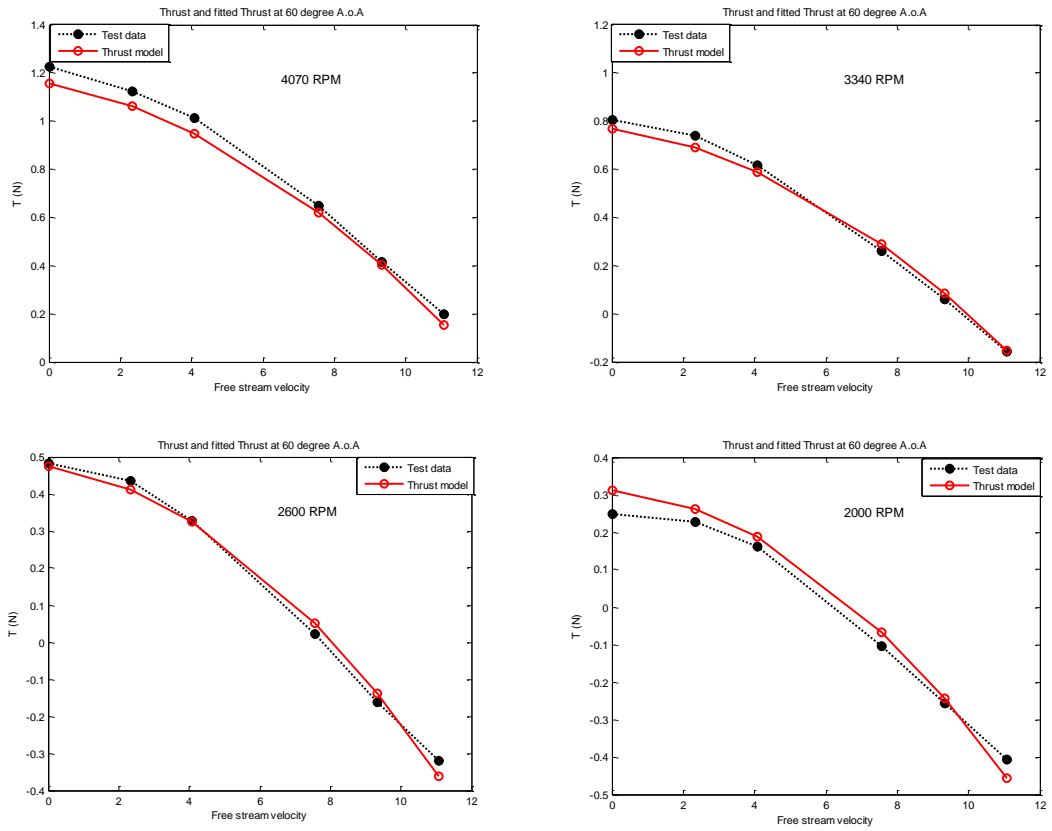 Thrust and fitted Thrust at 60 degree A.o.A
1.4
1.2
1
0.8
0.6
0.4
0.2
0
T (N)
Test data
Thrust model
4070 RPM
0 2 4 6 8 10 12
Free stream velocity
Thrust and fitted Thrust at 60 degree A.o.A
1.2
1
0.8
0.6
0.4
0.2
0
-0.2
T (N)
Test data
Thrust model
3340 RPM
0 2 4 6 8 10 12
Free stream velocity
Thrust and fitted Thrust at 60 degree A.o.A
0.5
0.4
0.3
0.2
0.1
0
-0.1
-0.2
-0.3
-0.4
T (N)
Test data
Thrust model
2600 RPM
0 2 4 6 8 10 12
Free stream velocity
Thrust and fitted Thrust at 60 degree A.o.A
0.4
0.3
0.2
0.1
0
-0.1
-0.2
-0.3
-0.4
-0.5
T (N)
Test data
Thrust model
2000 RPM
0 2 4 6 8 10 12
Free stream velocity